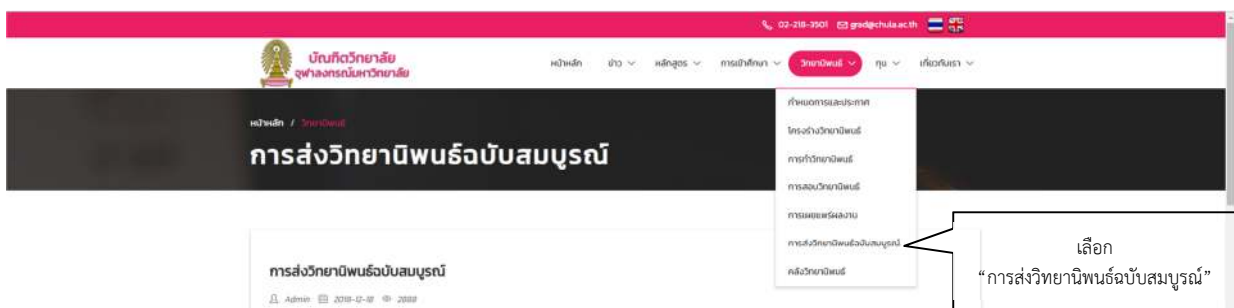 02-218-3501 grad@chula.ac.th
บัณฑิตวิทยาลัย
จุฬาลงกรณ์มหาวิทยาลัย
หน้าหลัก ข่าว หลักสูตร การเข้าศึกษา วิทยานิพนธ์ ทุน เกี่ยวกับเรา
กำหนดการและประกาศ
โครงร่างวิทยานิพนธ์
การทำวิทยานิพนธ์
การสอบวิทยานิพนธ์
การเผยแพร่ผลงาน
การส่งวิทยานิพนธ์ฉบับสมบูรณ์
คลังวิทยานิพนธ์
หน้าหลัก / วิทยานิพนธ์
การส่งวิทยานิพนธ์ฉบับสมบูรณ์
การส่งวิทยานิพนธ์ฉบับสมบูรณ์
Admin 2018-12-18 2888
เลือก
“การส่งวิทยานิพนธ์ฉบับสมบูรณ์”